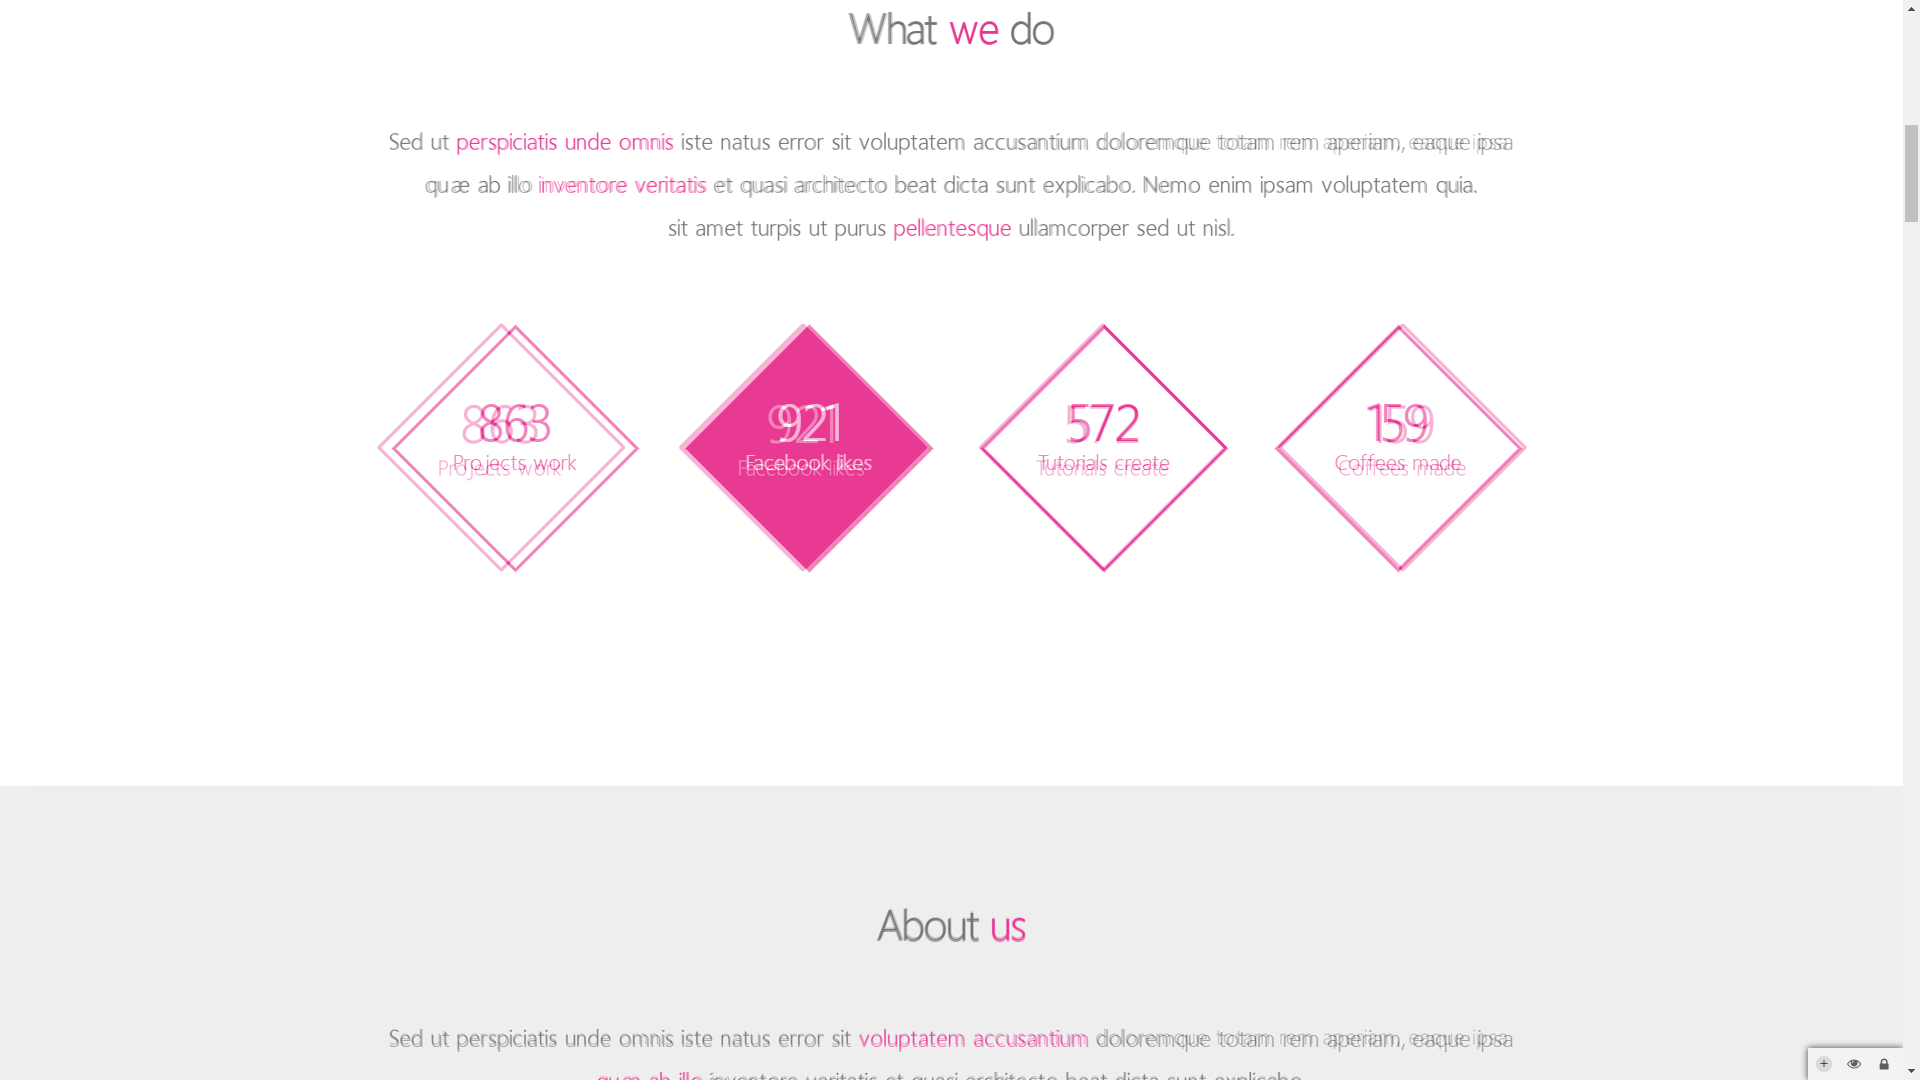 What we do
Sed ut perspiciatis unde omnis iste natus error sit voluptatem accusantium doloremque totam rem aperiam, eaque ipsa
quæ ab illo inventore veritatis et quasi architecto beat dicta sunt explicabo. Nemo enim ipsam voluptatem quia.
sit amet turpis ut purus pellentesque ullamcorper sed ut nisl.
863
Projects work
921
Facebook likes
572
Tutorials create
159
Coffees made
About us
Sed ut perspiciatis unde omnis iste natus error sit voluptatem accusantium doloremque totam rem aperiam, eaque ipsa
quæ ab illo inventore veritatis et quasi architecto beat dicta sunt explicabo.